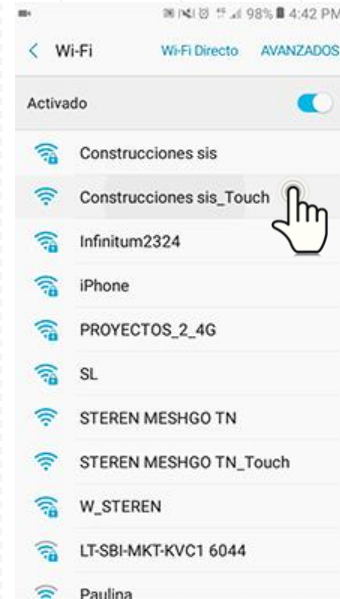 98% 4:42 PM
Wi-Fi Wi-Fi Directo AVANZADOS
Activado
Construcciones sis
Construcciones sis_Touch
Infinitum2324
iPhone
PROYECTOS_2_4G
SL
STEREN MESHGO TN
STEREN MESHGO TN_Touch
W_STEREN
LT-SBI-MKT-KVC1 6044
Paulina